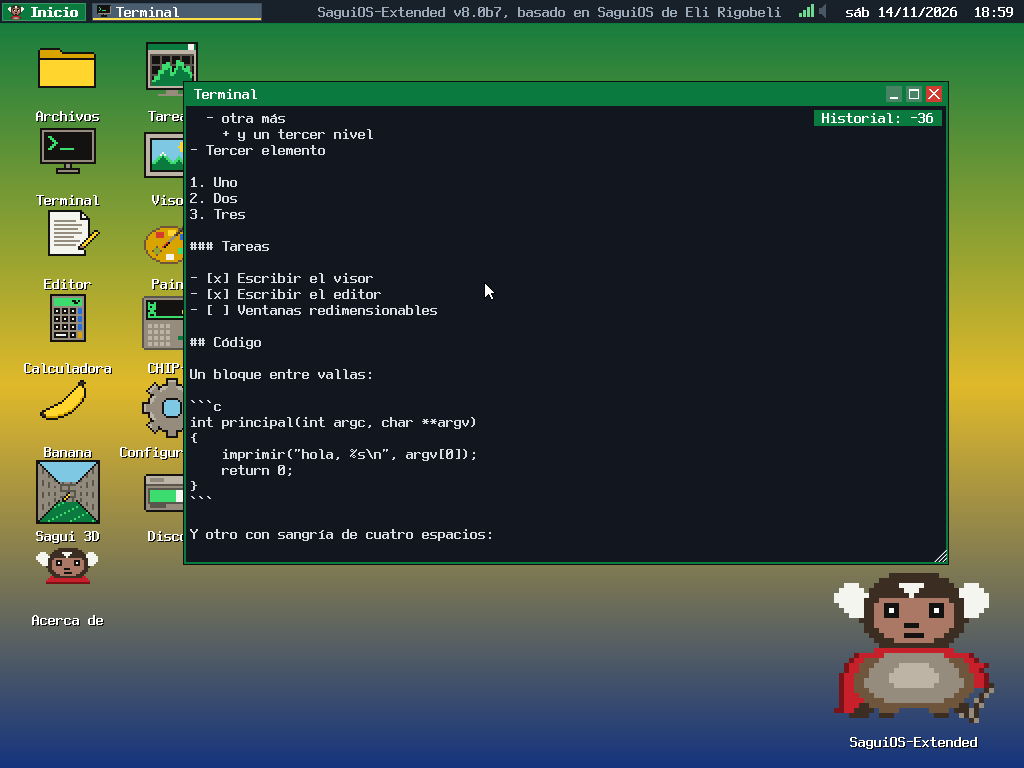 Inicio
Terminal
SaguiOS-Extended v8.0b7, basado en SaguiOS de Eli Rigobeli
sáb 14/11/2026 18:59
Archivos
Tarea
Terminal
Viso
Editor
Pain
Calculadora
CHIP-
Banana
Configur
Sagui 3D
Disco
Acerca de
Terminal
Historial: -36
- otra más
+ y un tercer nivel
- Tercer elemento
1. Uno
2. Dos
3. Tres
### Tareas
- [x] Escribir el visor
- [x] Escribir el editor
- [ ] Ventanas redimensionables
## Código
Un bloque entre vallas:
```c
int principal(int argc, char **argv)
{
imprimir("hola, %s\n", argv[0]);
return 0;
}
```
Y otro con sangría de cuatro espacios:
SaguiOS-Extended